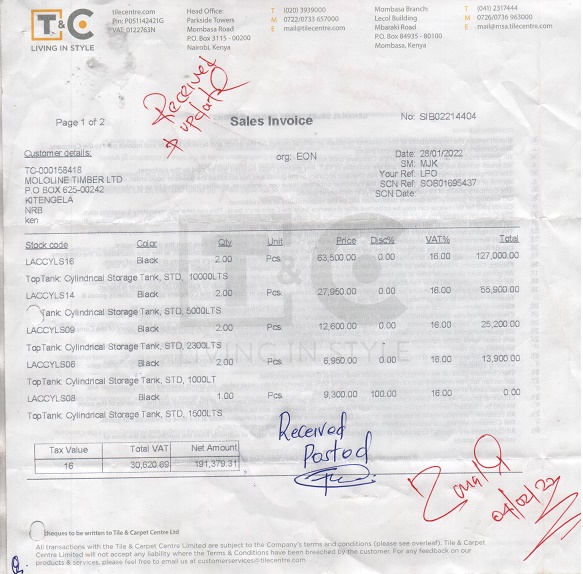 T&C
LIVING IN STYLE
tilecentre.com
Pin: P051142421G
VAT: 0122763N
Head Office:
Parkside Towers
Mombasa Road
P.O. Box 3115 - 00200
Nairobi, Kenya
T (020) 3939000
M 0722/0733 657000
E mail@tilecentre.com
Mombasa Branch:
Lecol Building
Mbaraki Road
P.O. Box 84935 - 80100
Mombasa, Kenya
T (041) 2317444
M 0726/0736 963000
E mail@msa.tilecentre.com
Received
& updated
Page 1 of 2
Sales Invoice
No: SIB02214404
Customer details:
TC-000158418
MOLOLINE TIMBER LTD
P.O BOX 625-00242
KITENGELA
NRB
ken
org: EON
Date: 28/01/2022
SM: MJK
Your Ref: LPO
SCN Ref: SOB01695437
SCN Date:
Stock code Color Qty Unit Price Disc% VAT% Total
LACCYLS16 Black 2.00 Pcs 63,500.00 0.00 16.00 127,000.00
TopTank: Cylindrical Storage Tank, STD, 10000LTS
LACCYLS14 Black 2.00 Pcs 27,950.00 0.00 16.00 55,900.00
TopTank: Cylindrical Storage Tank, STD, 5000LTS
LACCYLS09 Black 2.00 Pcs 12,600.00 0.00 16.00 25,200.00
TopTank: Cylindrical Storage Tank, STD, 2300LTS
LACCYLS06 Black 2.00 Pcs 6,950.00 0.00 16.00 13,900.00
TopTank: Cylindrical Storage Tank, STD, 1000LT
LACCYLS08 Black 1.00 Pcs 9,300.00 100.00 16.00 0.00
TopTank: Cylindrical Storage Tank, STD, 1500LTS
T&C
LIVING IN STYLE
Tax Value Total VAT Net Amount
16 30,620.69 191,379.31
Received
Posted
04/02/22
cheques to be written to Tile & Carpet Centre Ltd
All transactions with the Tile & Carpet Centre Limited are subject to the Company's terms and conditions (please see overleaf). Tile & Carpet
Centre Limited will not accept any liability where the Terms & Conditions have been breached by the customer. For any feedback on our
products & services, please feel free to email us at customerservices@tilecentre.com